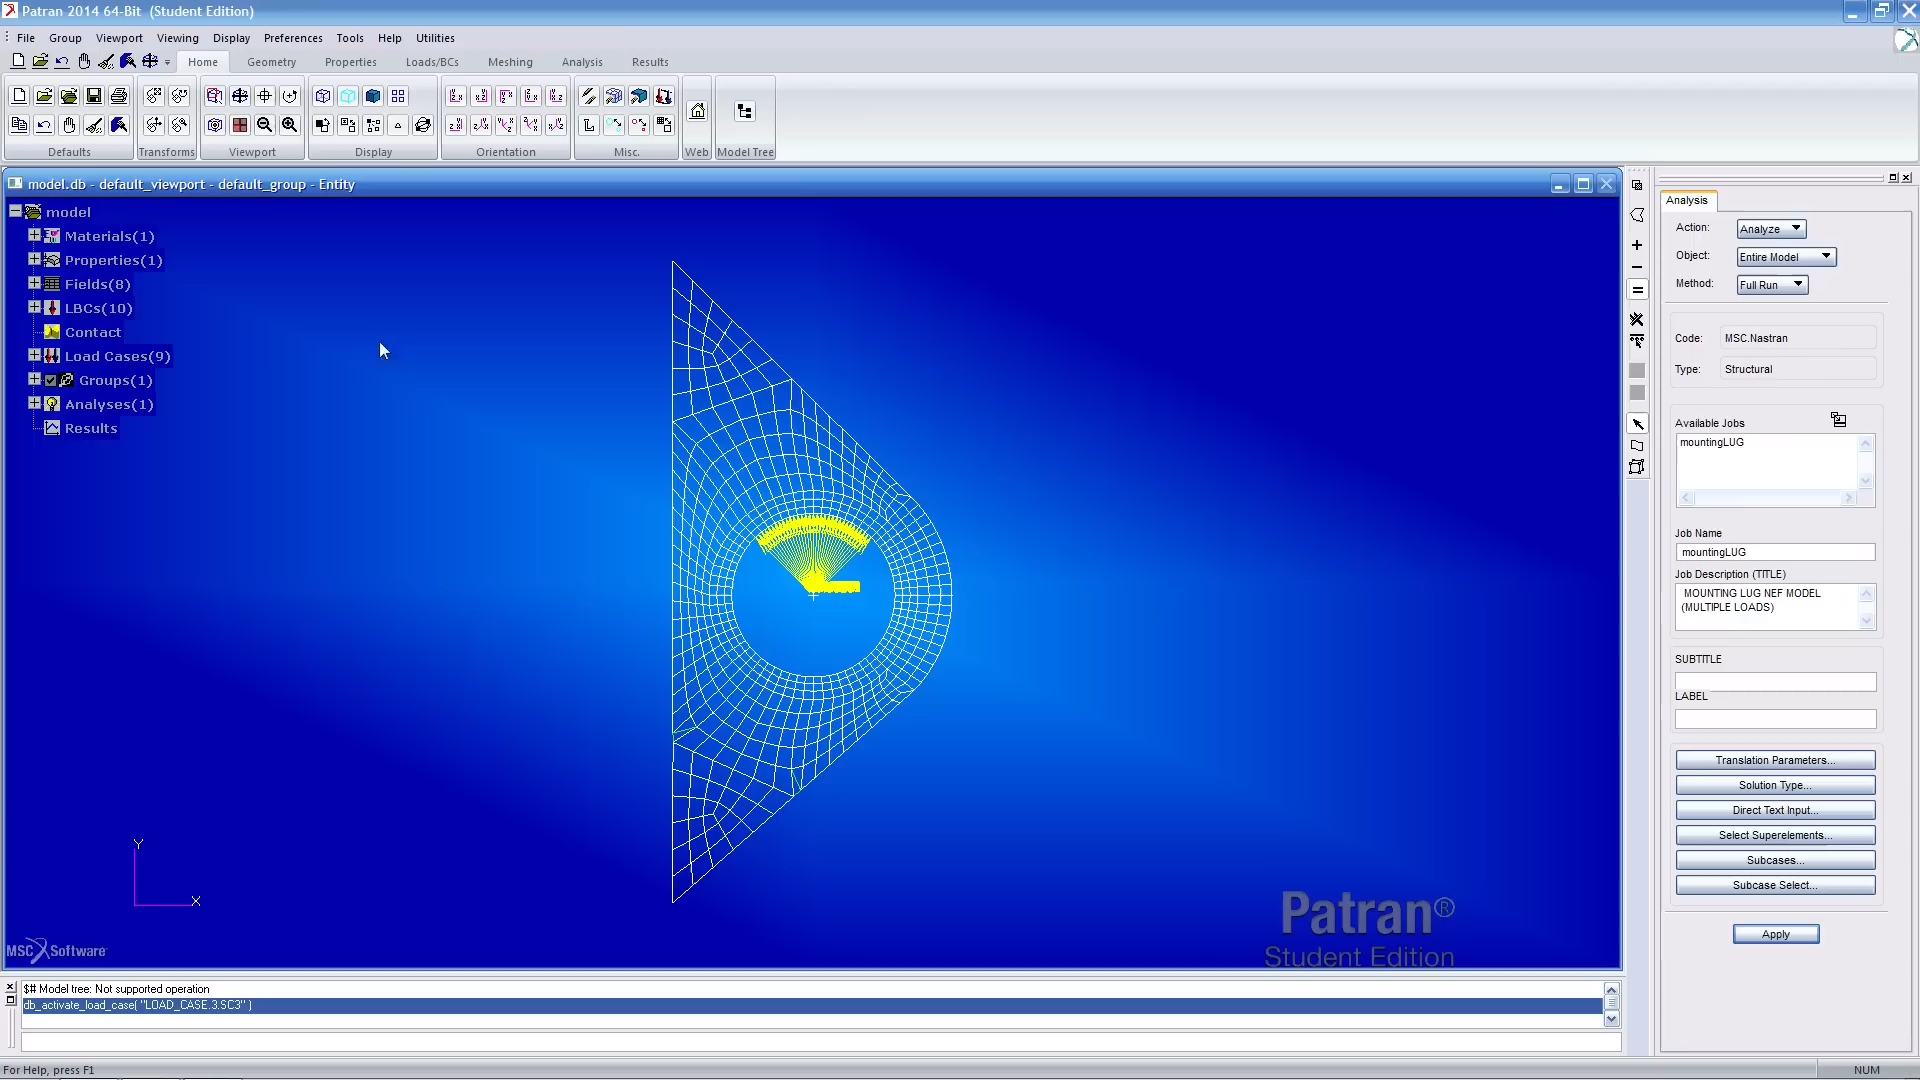 Patran 2014 64-Bit (Student Edition)
File Group Viewport Viewing Display Preferences Tools Help Utilities
Home Geometry Properties Loads/BCs Meshing Analysis Results
Defaults Transforms Viewport Display Orientation Misc. Web Model Tree
model.db - default_viewport - default_group - Entity
model
Materials(1)
Properties(1)
Fields(8)
LBCs(10)
Contact
Load Cases(9)
Groups(1)
Analyses(1)
Results
Y
X
MSC Software
Patran®
Student Edition
Analysis
Action: Analyze
Object: Entire Model
Method: Full Run
Code: MSC.Nastran
Type: Structural
Available Jobs
mountingLUG
Job Name
mountingLUG
Job Description (TITLE)
MOUNTING LUG NEF MODEL
(MULTIPLE LOADS)
SUBTITLE
LABEL
Translation Parameters...
Solution Type...
Direct Text Input...
Select Superelements...
Subcases...
Subcase Select...
Apply
$# Model tree: Not supported operation
db_activate_load_case( "LOAD_CASE.3.SC3" )
For Help, press F1
NUM